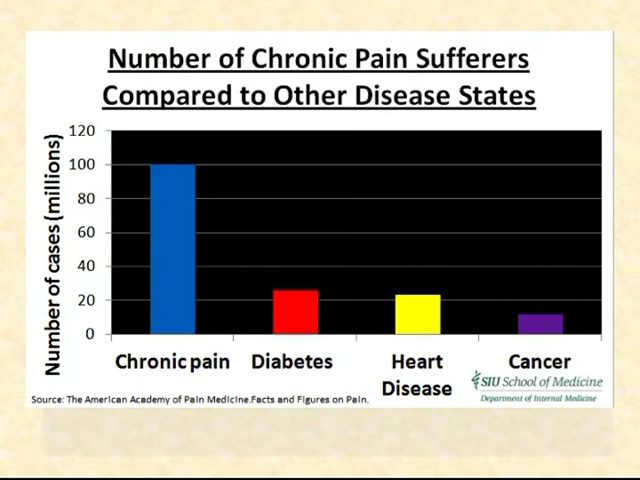 Number of Chronic Pain Sufferers
Compared to Other Disease States
Number of cases (millions)
120
100
80
60
40
20
0
Chronic pain
Diabetes
Heart
Disease
Cancer
Source: The American Academy of Pain Medicine.Facts and Figures on Pain.
SIU School of Medicine
Department of Internal Medicine